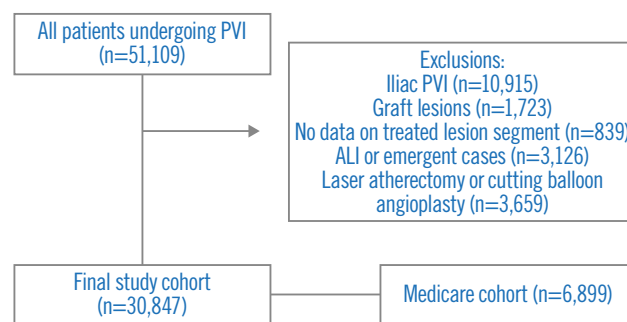 All patients undergoing PVI
(n=51,109)
Exclusions:
Iliac PVI (n=10,915)
Graft lesions (n=1,723)
No data on treated lesion segment (n=839)
ALI or emergent cases (n=3,126)
Laser atherectomy or cutting balloon
angioplasty (n=3,659)
Final study cohort
(n=30,847)
Medicare cohort (n=6,899)